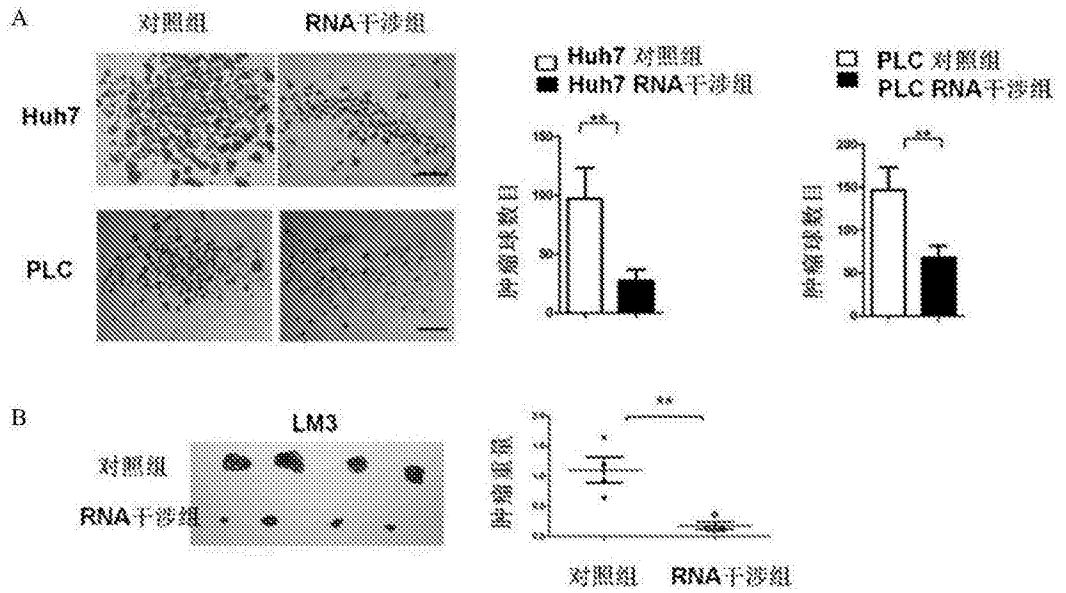 A
对照组 RNA干涉组
Huh7
PLC
Huh7 对照组
Huh7 RNA干涉组
**
150
100
50
0
肿瘤球数目
PLC 对照组
PLC RNA干涉组
**
200
150
100
50
0
肿瘤球数目
B
LM3
对照组
RNA干涉组
**
肿瘤重量
对照组 RNA干涉组